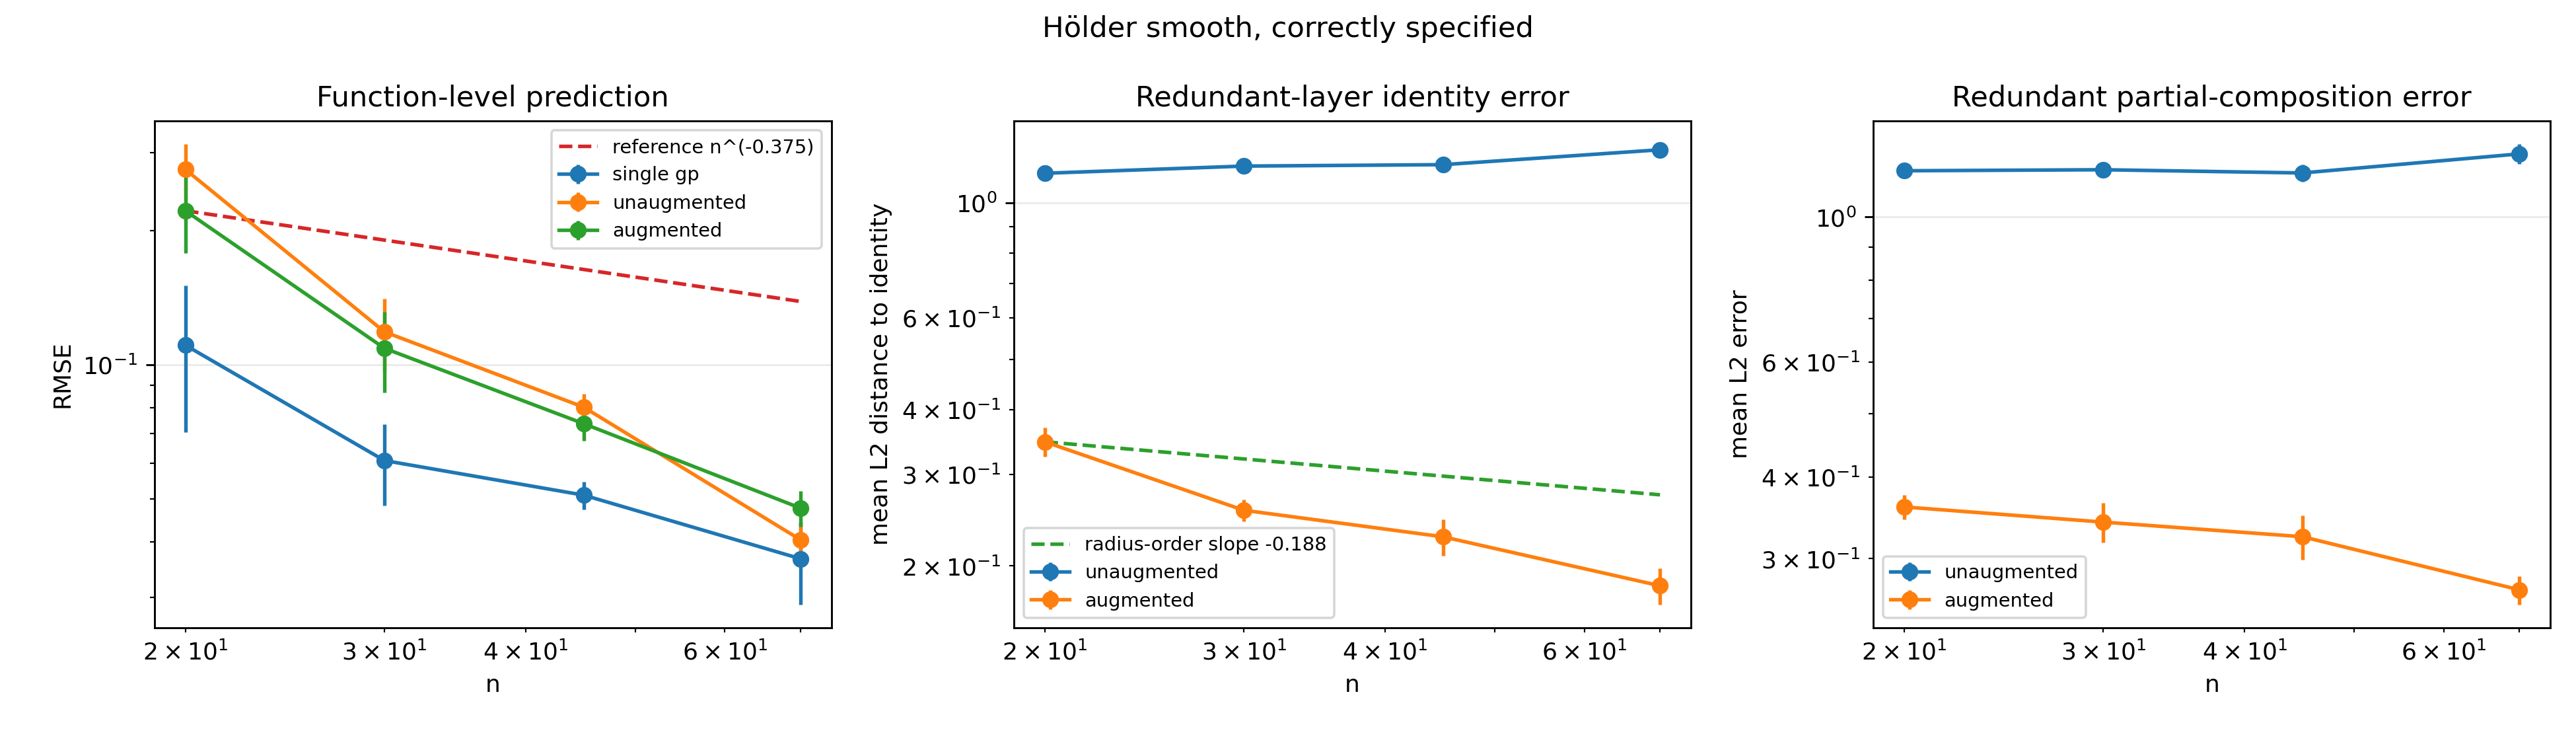 Hölder smooth, correctly specified
Function-level prediction
RMSE
10⁻¹
reference n^(-0.375)
single gp
unaugmented
augmented
2 × 10¹
3 × 10¹
4 × 10¹
6 × 10¹
n
Redundant-layer identity error
mean L2 distance to identity
10⁰
6 × 10⁻¹
4 × 10⁻¹
3 × 10⁻¹
2 × 10⁻¹
radius-order slope -0.188
unaugmented
augmented
2 × 10¹
3 × 10¹
4 × 10¹
6 × 10¹
n
Redundant partial-composition error
mean L2 error
10⁰
6 × 10⁻¹
4 × 10⁻¹
3 × 10⁻¹
unaugmented
augmented
2 × 10¹
3 × 10¹
4 × 10¹
6 × 10¹
n